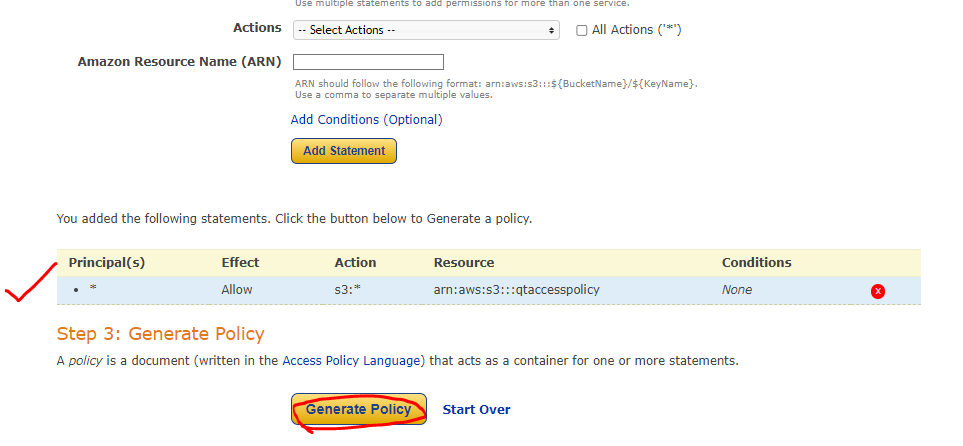 Use multiple statements to add permissions for more than one service.
Actions -- Select Actions -- All Actions ('*')
Amazon Resource Name (ARN)
ARN should follow the following format: arn:aws:s3:::${BucketName}/${KeyName}.
Use a comma to separate multiple values.
Add Conditions (Optional)
Add Statement
You added the following statements. Click the button below to Generate a policy.
Principal(s) Effect Action Resource Conditions
• * Allow s3:* arn:aws:s3:::qtaccesspolicy None x
Step 3: Generate Policy
A policy is a document (written in the Access Policy Language) that acts as a container for one or more statements.
Generate Policy Start Over